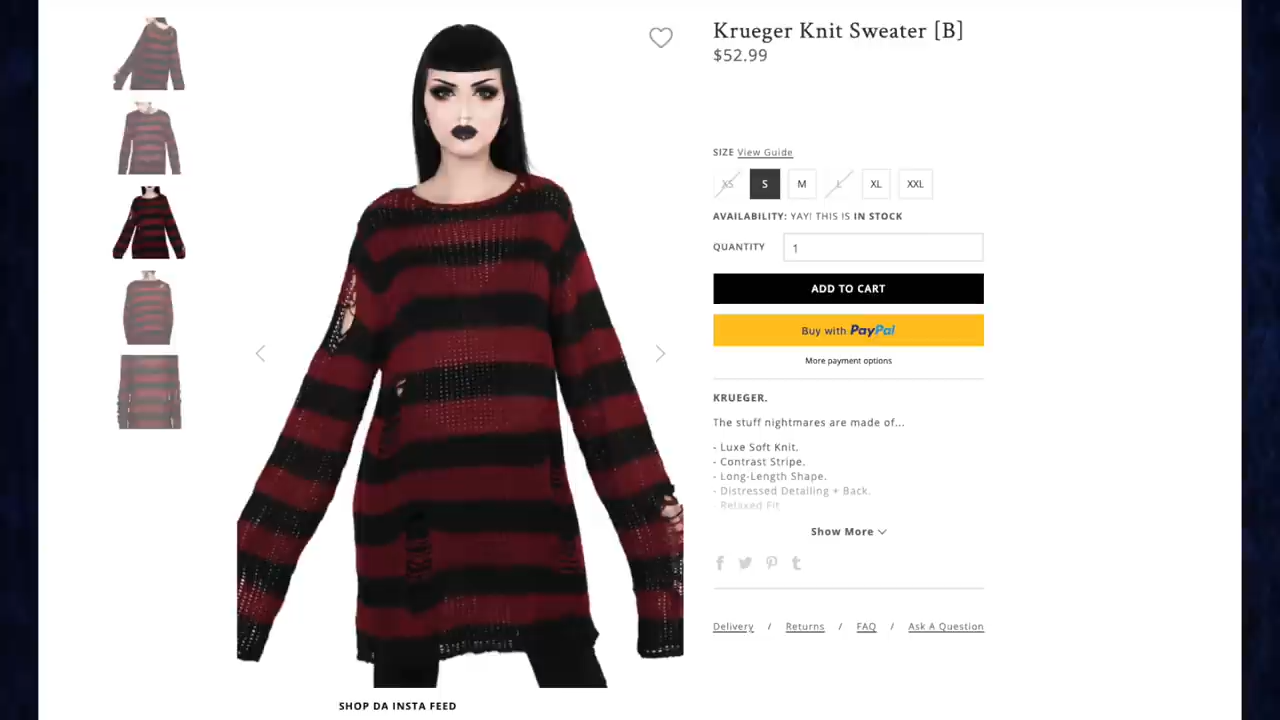 Krueger Knit Sweater [B]
$52.99
SIZE View Guide
XS S M L XL XXL
AVAILABILITY: YAY! THIS IS IN STOCK
QUANTITY 1
ADD TO CART
Buy with PayPal
More payment options
KRUEGER.
The stuff nightmares are made of...
- Luxe Soft Knit.
- Contrast Stripe.
- Long-Length Shape.
- Distressed Detailing + Back.
Relaxed Fit
Show More
Delivery / Returns / FAQ / Ask A Question
SHOP DA INSTA FEED